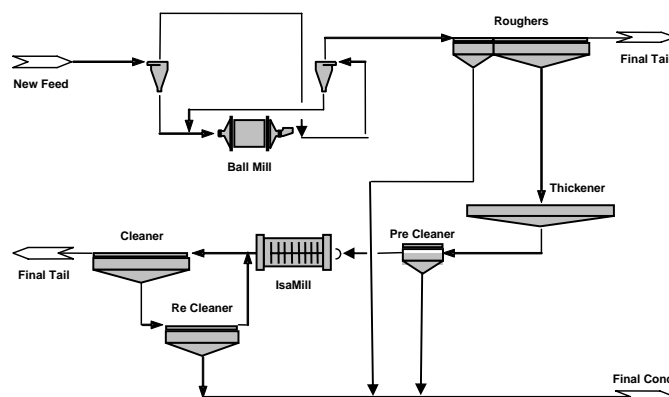 Roughers
New Feed
Final Tail
Ball Mill
Thickener
Cleaner
Pre Cleaner
Final Tail
IsaMill
Re Cleaner
Final Conc